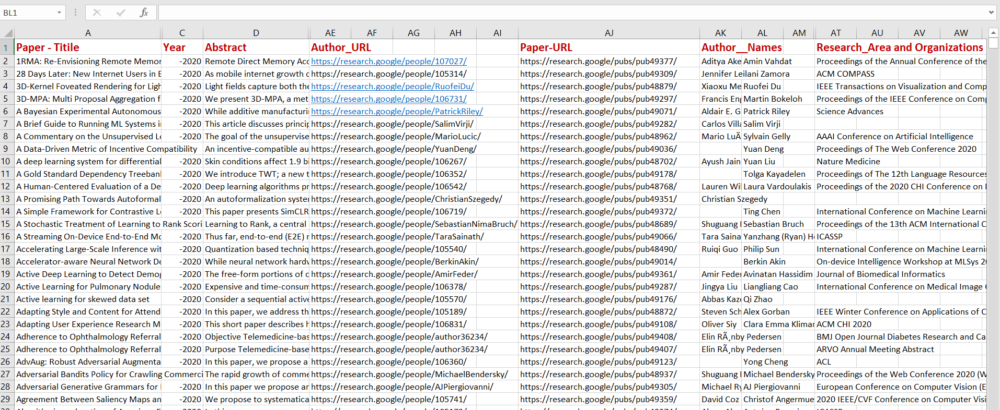 BL1 fx
A C D AE AF AG AH AI AJ AK AL AM AT AU AV AW
1 Paper - Titile Year Abstract Author_URL Paper-URL Author__Names Research_Area and Organizations
2 1RMA: Re-Envisioning Remote Memor -2020 Remote Direct Memory Acc https://research.google/people/107027/ https://research.google/pubs/pub49377/ Aditya Ake Amin Vahdat Proceedings of the Annual Conference of the
3 28 Days Later: New Internet Users in E -2020 As mobile internet growth c https://research.google/people/105314/ https://research.google/pubs/pub49309/ Jennifer Leilani Zamora ACM COMPASS
4 3D-Kernel Foveated Rendering for Ligh -2020 Light fields capture both the https://research.google/people/RuofeiDu/ https://research.google/pubs/pub48879/ Xiaoxu Me Ruofei Du IEEE Transactions on Visualization and Comp
5 3D-MPA: Multi Proposal Aggregation f -2020 We present 3D-MPA, a met https://research.google/people/106731/ https://research.google/pubs/pub49297/ Francis Eng Martin Bokeloh Proceedings of the IEEE Conference on Comp
6 A Bayesian Experimental Autonomous -2020 While additive manufacturi https://research.google/people/PatrickRiley/ https://research.google/pubs/pub49071/ Aldair E. G Patrick Riley Science Advances
7 A Brief Guide to Running ML Systems i -2020 This article discusses princip https://research.google/people/SalimVirji/ https://research.google/pubs/pub49282/ Carlos Villa Salim Virji
8 A Commentary on the Unsupervised Le -2020 The goal of the unsupervise https://research.google/people/MarioLucic/ https://research.google/pubs/pub48962/ Mario LuÄ Sylvain Gelly AAAI Conference on Artificial Intelligence
9 A Data-Driven Metric of Incentive Compatibility An incentive-compatible au https://research.google/people/YuanDeng/ https://research.google/pubs/pub49036/ Yuan Deng Proceedings of The Web Conference 2020
10 A deep learning system for differential -2020 Skin conditions affect 1.9 bi https://research.google/people/106267/ https://research.google/pubs/pub48702/ Ayush Jain Yuan Liu Nature Medicine
11 A Gold Standard Dependency Treebank -2020 We introduce TWT; a new t https://research.google/people/106352/ https://research.google/pubs/pub49178/ Tolga Kayadelen Proceedings of The 12th Language Resources
12 A Human-Centered Evaluation of a De -2020 Deep learning algorithms pr https://research.google/people/106542/ https://research.google/pubs/pub48768/ Lauren Wil Laura Vardoulakis Proceedings of the 2020 CHI Conference on
13 A Promising Path Towards Autoformal -2020 An autoformalization syste https://research.google/people/ChristianSzegedy/ https://research.google/pubs/pub49351/ Christian Szegedy
14 A Simple Framework for Contrastive Le -2020 This paper presents SimCLR https://research.google/people/106719/ https://research.google/pubs/pub49372/ Ting Chen International Conference on Machine Learni
15 A Stochastic Treatment of Learning to Rank Scori Learning to Rank, a central https://research.google/people/SebastianNimaBruch/ https://research.google/pubs/pub48689/ Shuguang Sebastian Bruch Proceedings of the 13th ACM International C
16 A Streaming On-Device End-to-End Mo -2020 Thus far, end-to-end (E2E) https://research.google/people/TaraSainath/ https://research.google/pubs/pub49066/ Tara Saina Yanzhang (Ryan) He ICASSP
17 Accelerating Large-Scale Inference wit -2020 Quantization based techniq https://research.google/people/105540/ https://research.google/pubs/pub48490/ Ruiqi Guo Philip Sun International Conference on Machine Learni
18 Accelerator-aware Neural Network De -2020 While neural network hardw https://research.google/people/BerkinAkin/ https://research.google/pubs/pub49014/ Berkin Akin On-device Intelligence Workshop at MLSys 20
19 Active Deep Learning to Detect Demog -2020 The free-form portions of c https://research.google/people/AmirFeder/ https://research.google/pubs/pub49361/ Amir Feder Avinatan Hassidim Journal of Biomedical Informatics
20 Active Learning for Pulmonary Nodule -2020 Expensive and time-consum https://research.google/people/106378/ https://research.google/pubs/pub49287/ Jingya Liu Liangliang Cao International Conference on Medical Image
21 Active learning for skewed data set -2020 Consider a sequential active https://research.google/people/105570/ https://research.google/pubs/pub49176/ Abbas Kaze Qi Zhao
22 Adapting Style and Content for Attend -2020 In this paper, we address th https://research.google/people/105189/ https://research.google/pubs/pub48872/ Steven Sch Alex Gorban IEEE Winter Conference on Applications of C
23 Adapting User Experience Research M -2020 This short paper describes h https://research.google/people/106831/ https://research.google/pubs/pub49108/ Oliver Siy Clara Emma Kliman ACM CHI 2020
24 Adherence to Ophthalmology Referral -2020 Objective Telemedicine-bas https://research.google/people/author36234/ https://research.google/pubs/pub49408/ Elin RÃ¸nby Pedersen BMJ Open Journal Diabetes Research and Ca
25 Adherence to Ophthalmology Referral -2020 Purpose Telemedicine-base https://research.google/people/author36234/ https://research.google/pubs/pub49407/ Elin RÃ¸nby Pedersen ARVO Annual Meeting Abstract
26 AdvAug: Robust Adversarial Augmenta -2020 In this paper, we propose a https://research.google/people/106360/ https://research.google/pubs/pub49123/ Yong Cheng ACL
27 Adversarial Bandits Policy for Crawling Commerci The rapid growth of comme https://research.google/people/MichaelBendersky/ https://research.google/pubs/pub48937/ Shuguang Michael Bendersky Proceedings of the Web Conference 2020 (W
28 Adversarial Generative Grammars for -2020 In this paper we propose an https://research.google/people/AJPiergiovanni/ https://research.google/pubs/pub49305/ Michael Ry AJ Piergiovanni European Conference on Computer Vision (E
29 Agreement Between Saliency Maps an -2020 We propose to systematica https://research.google/people/105741/ https://research.google/pubs/pub49359/ David Coz Christof Angermue 2020 IEEE/CVF Conference on Computer Visi